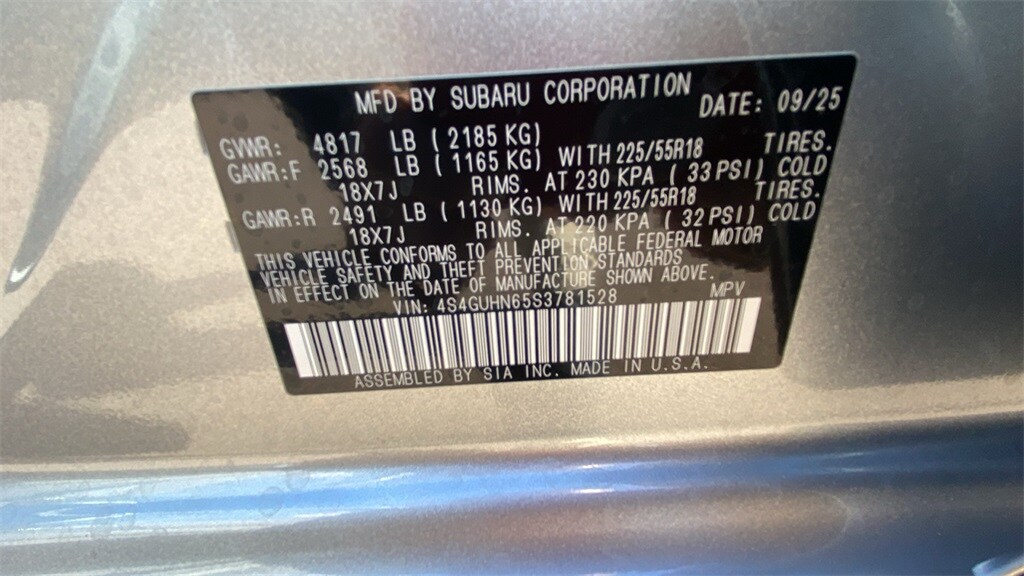 MFD BY SUBARU CORPORATION DATE: 09/25
GVWR: 4817 LB (2185 KG)
GAWR:F 2568 LB (1165 KG) WITH 225/55R18 TIRES.
18X7J RIMS. AT 230 KPA (33 PSI) COLD
GAWR:R 2491 LB (1130 KG) WITH 225/55R18 TIRES.
18X7J RIMS. AT 220 KPA (32 PSI) COLD
THIS VEHICLE CONFORMS TO ALL APPLICABLE FEDERAL MOTOR
VEHICLE SAFETY AND THEFT PREVENTION STANDARDS
IN EFFECT ON THE DATE OF MANUFACTURE SHOWN ABOVE.
VIN: 4S4GUHN65S3781528 MPV
ASSEMBLED BY SIA INC. MADE IN U.S.A.